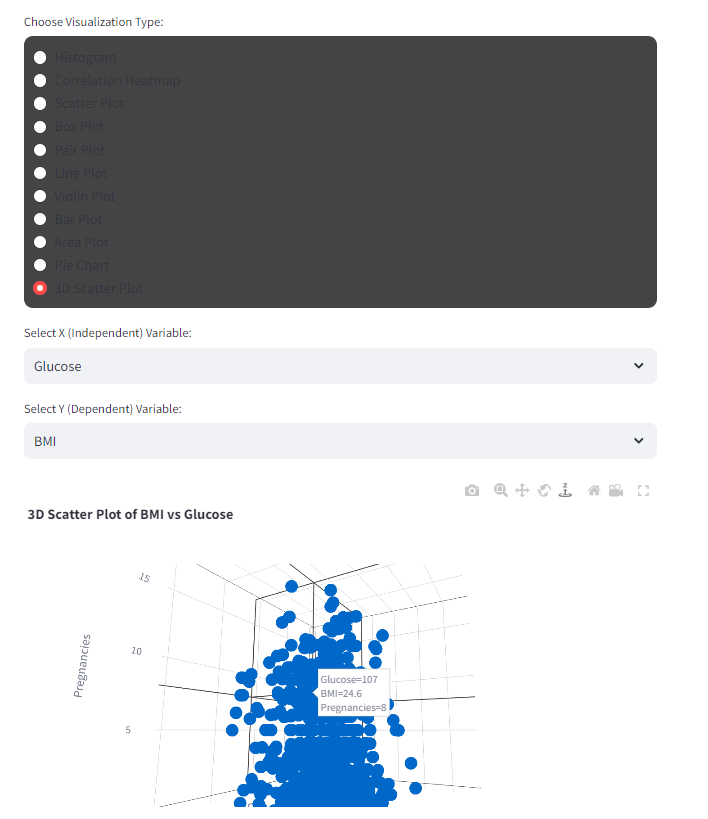 Choose Visualization Type:
Histogram
Correlation Heatmap
Scatter Plot
Box Plot
Pair Plot
Line Plot
Violin Plot
Bar Plot
Area Plot
Pie Chart
3D Scatter Plot
Select X (Independent) Variable:
Glucose
Select Y (Dependent) Variable:
BMI
3D Scatter Plot of BMI vs Glucose
15
10
Pregnancies
5
Glucose=107
BMI=24.6
Pregnancies=8